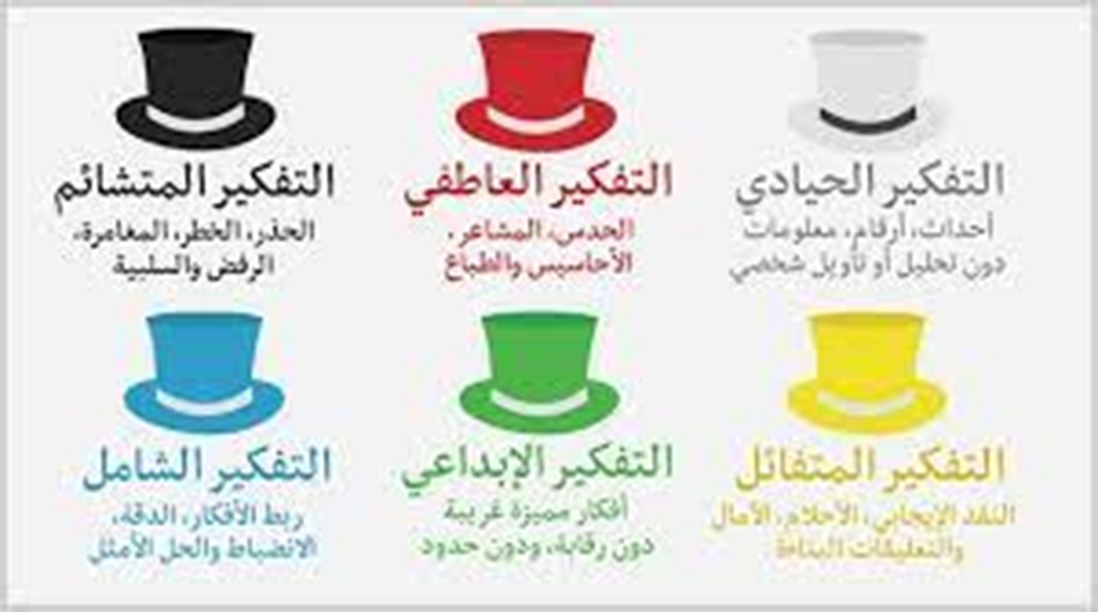 التفكير الحيادي
أحداث، أرقام، معلومات
دون تحليل أو تأويل شخصي
التفكير العاطفي
الحدس، المشاعر،
الأحاسيس والطباع
التفكير المتشائم
الحذر، الخطر، المغامرة،
الرفض والسلبية
التفكير المتفائل
النقد الإيجابي، الأحلام، الآمال
والتعليقات البناءة
التفكير الإبداعي
أفكار مميزة غريبة
دون رقابة، ودون حدود
التفكير الشامل
ربط الأفكار، الدقة،
الانضباط والحل الأمثل